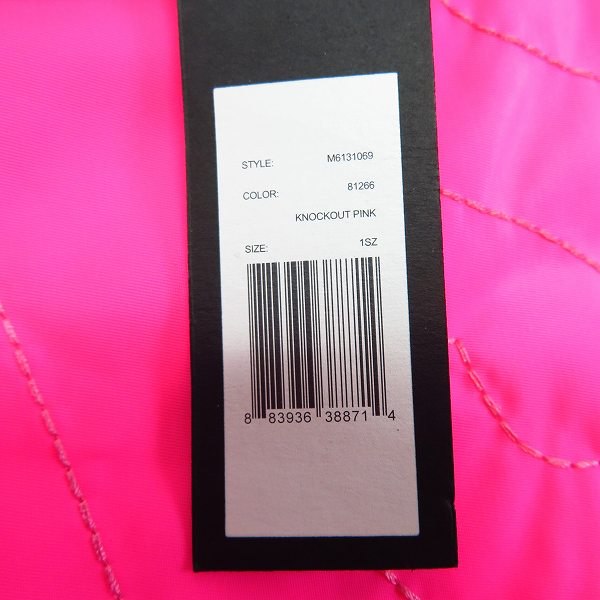 STYLE: M6131069
COLOR: 81266
KNOCKOUT PINK
SIZE: 1SZ
8 83936 38871 4